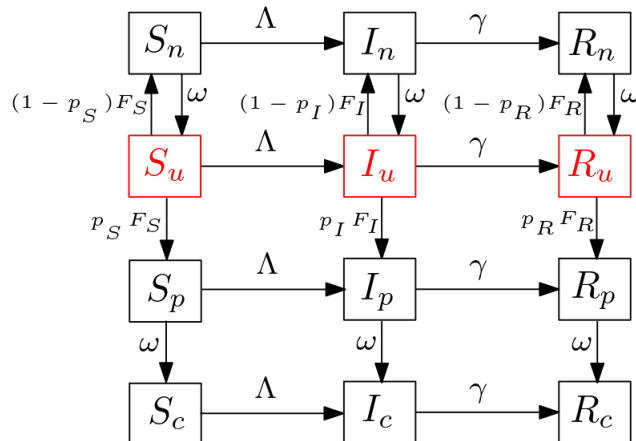 Λ γ
S_n I_n R_n
(1 - p_S)F_S ω (1 - p_I)F_I ω (1 - p_R)F_R ω
Λ γ
S_u I_u R_u
p_S F_S p_I F_I p_R F_R
Λ γ
S_p I_p R_p
ω ω ω
Λ γ
S_c I_c R_c